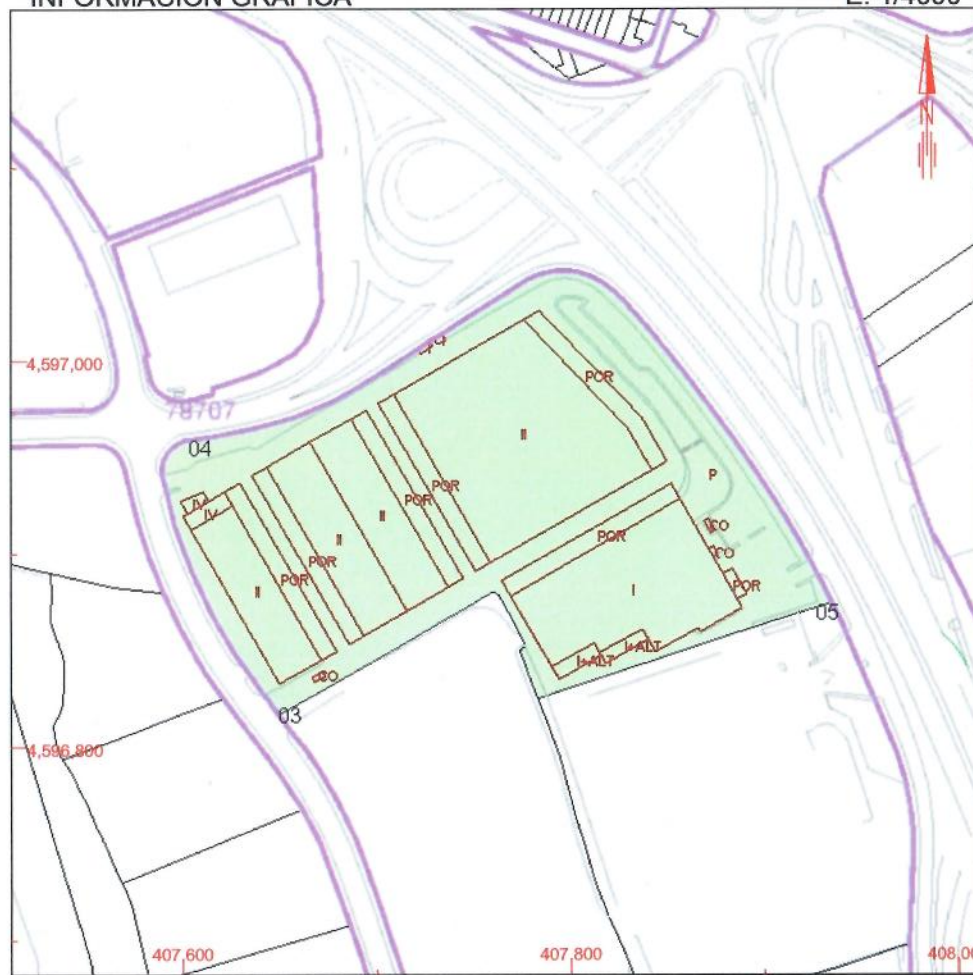 INFORMACIÓN GRÁFICA
E: 1/4000
N
4,597,000
78707
04
POR
II
P
IV
IV
POR
POR
II
II
CO
POR
CO
POR
POR
II
I
POR
I+ALT
I+ALT
05
CO
03
4,596,800
407,600
407,800